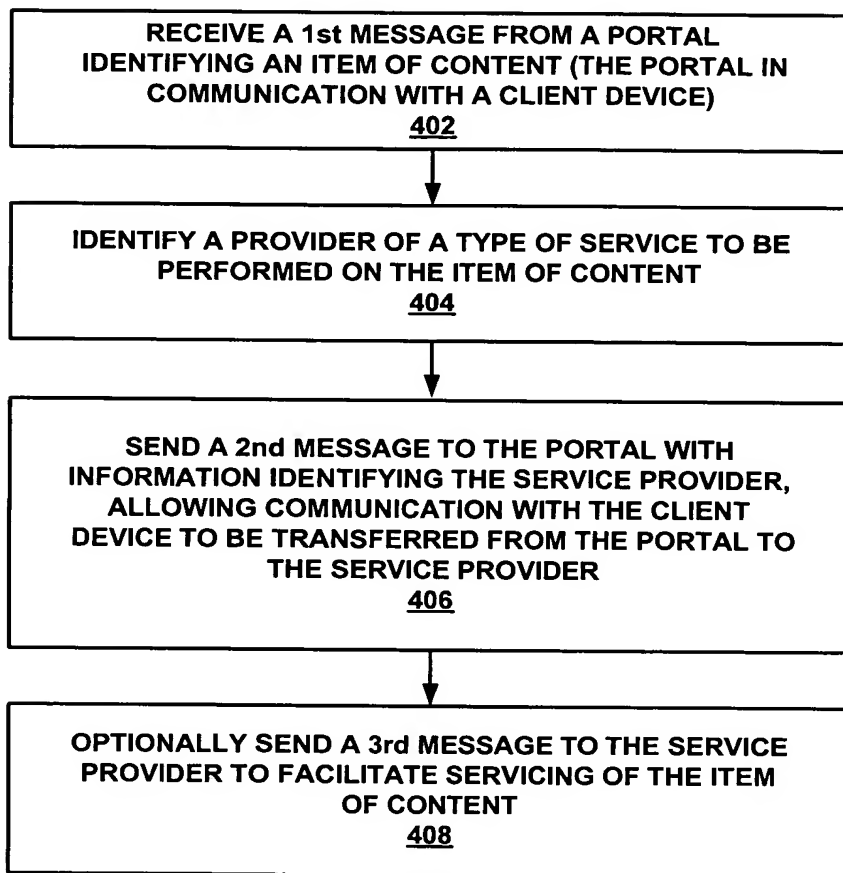 RECEIVE A 1st MESSAGE FROM A PORTAL
IDENTIFYING AN ITEM OF CONTENT (THE PORTAL IN
COMMUNICATION WITH A CLIENT DEVICE)
402
IDENTIFY A PROVIDER OF A TYPE OF SERVICE TO BE
PERFORMED ON THE ITEM OF CONTENT
404
SEND A 2nd MESSAGE TO THE PORTAL WITH
INFORMATION IDENTIFYING THE SERVICE PROVIDER,
ALLOWING COMMUNICATION WITH THE CLIENT
DEVICE TO BE TRANSFERRED FROM THE PORTAL TO
THE SERVICE PROVIDER
406
OPTIONALLY SEND A 3rd MESSAGE TO THE SERVICE
PROVIDER TO FACILITATE SERVICING OF THE ITEM
OF CONTENT
408